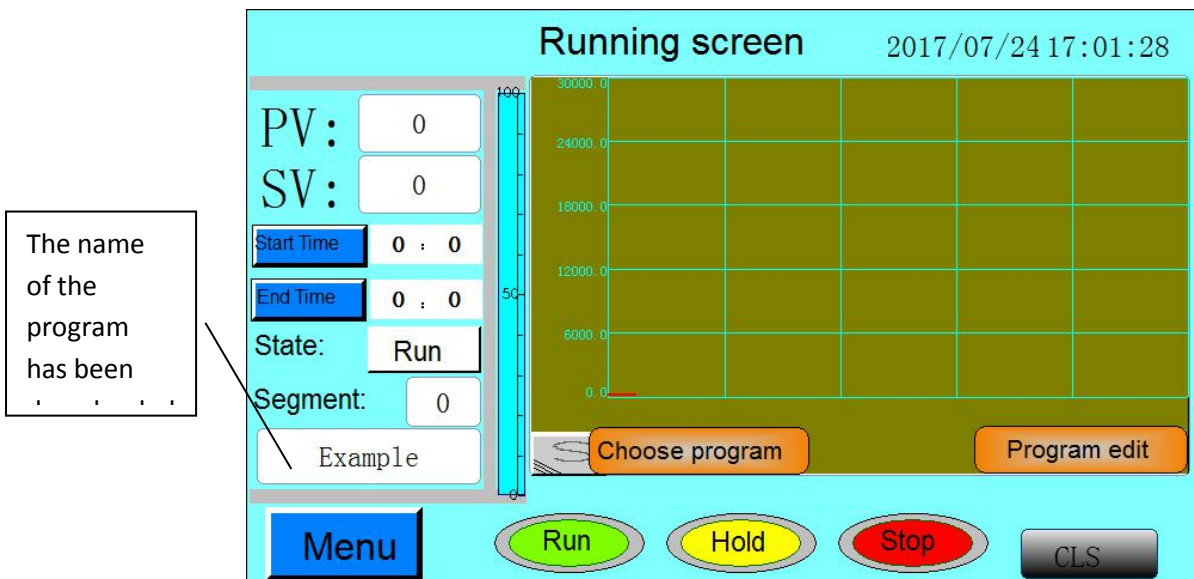 Running screen
2017/07/24 17:01:28
PV: 0
SV: 0
Start Time 0 : 0
End Time 0 : 0
State: Run
Segment: 0
Example
100
50
0
30000.0
24000.0
18000.0
12000.0
6000.0
0.0
Choose program
Program edit
Menu
Run
Hold
Stop
CLS
The name
of the
program
has been